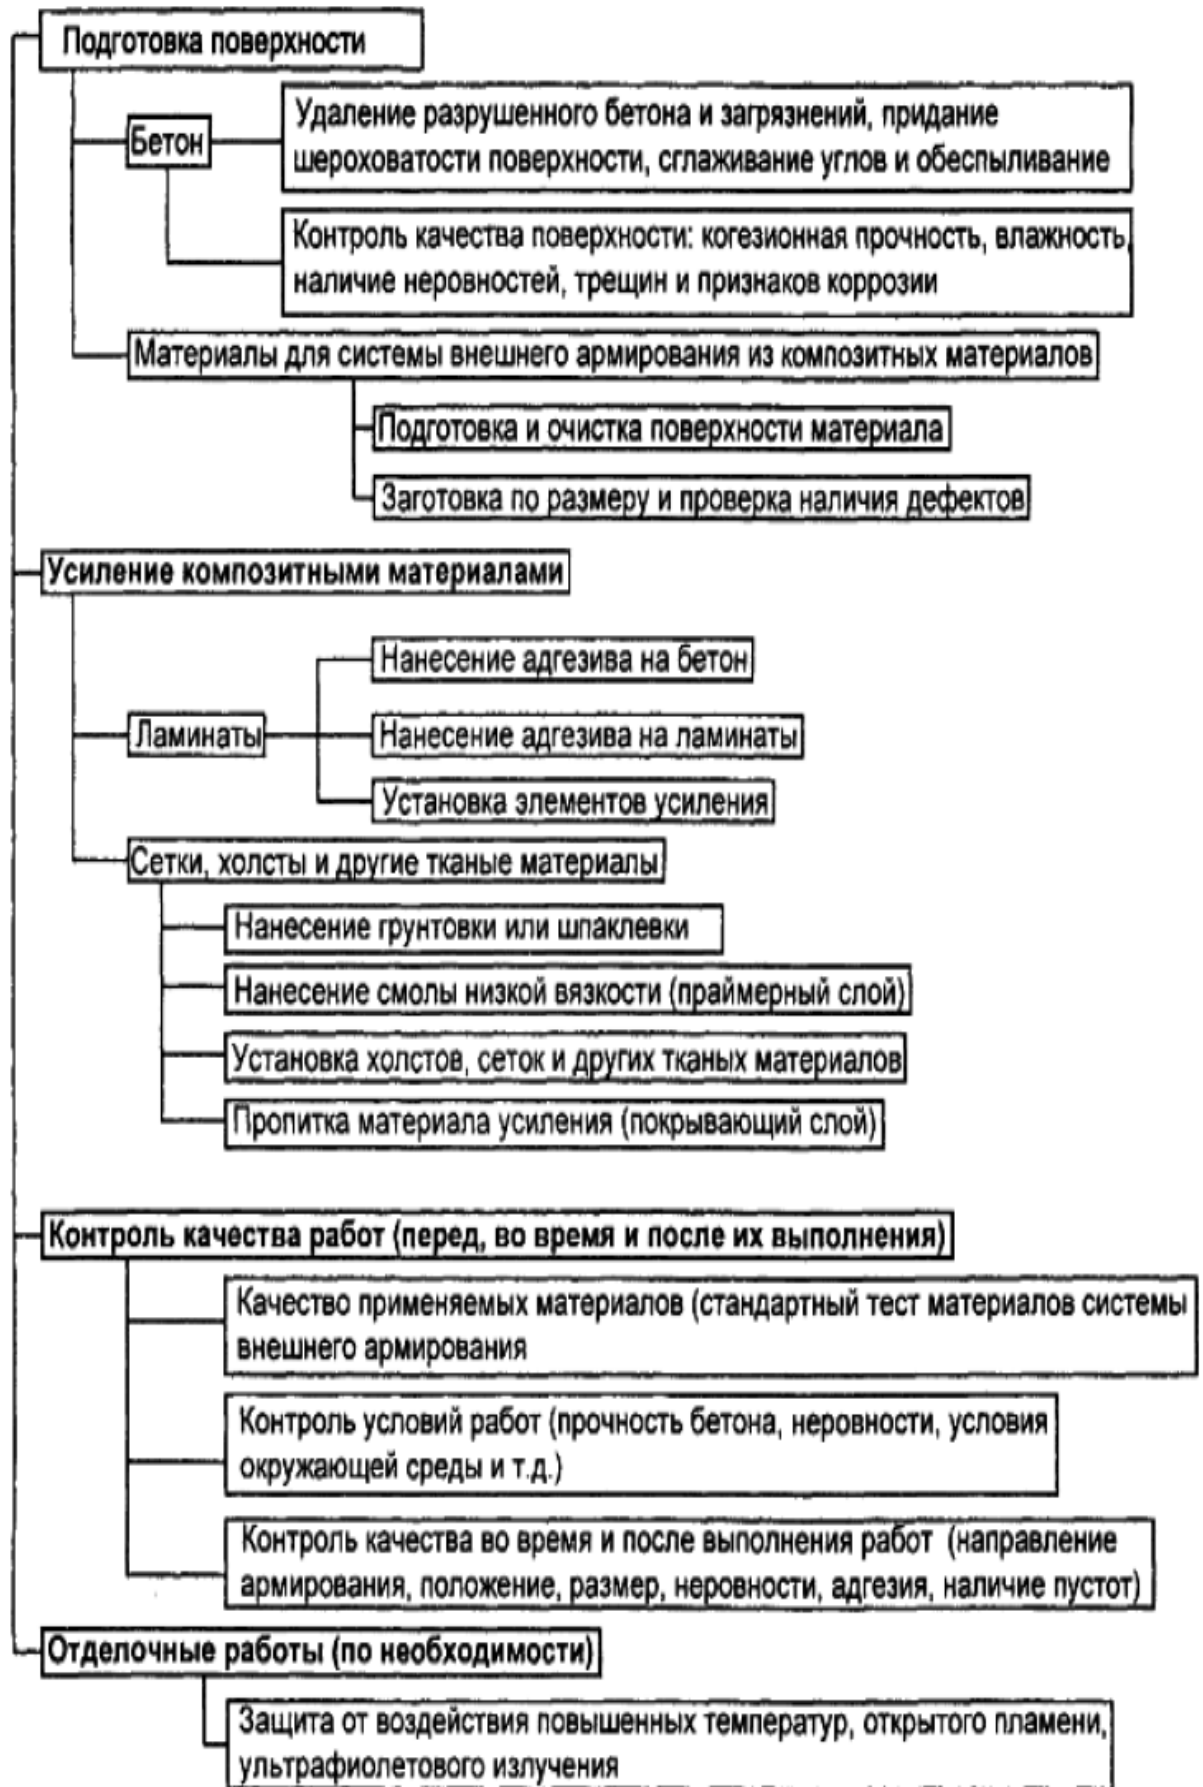 Подготовка поверхности
Бетон
Удаление разрушенного бетона и загрязнений, придание
шероховатости поверхности, сглаживание углов и обеспыливание
Контроль качества поверхности: когезионная прочность, влажность,
наличие неровностей, трещин и признаков коррозии
Материалы для системы внешнего армирования из композитных материалов
Подготовка и очистка поверхности материала
Заготовка по размеру и проверка наличия дефектов
Усиление композитными материалами
Нанесение адгезива на бетон
Ламинаты
Нанесение адгезива на ламинаты
Установка элементов усиления
Сетки, холсты и другие тканые материалы
Нанесение грунтовки или шпаклевки
Нанесение смолы низкой вязкости (праймерный слой)
Установка холстов, сеток и других тканых материалов
Пропитка материала усиления (покрывающий слой)
Контроль качества работ (перед, во время и после их выполнения)
Качество применяемых материалов (стандартный тест материалов системы
внешнего армирования
Контроль условий работ (прочность бетона, неровности, условия
окружающей среды и т.д.)
Контроль качества во время и после выполнения работ (направление
армирования, положение, размер, неровности, адгезия, наличие пустот)
Отделочные работы (по необходимости)
Защита от воздействия повышенных температур, открытого пламени,
ультрафиолетового излучения